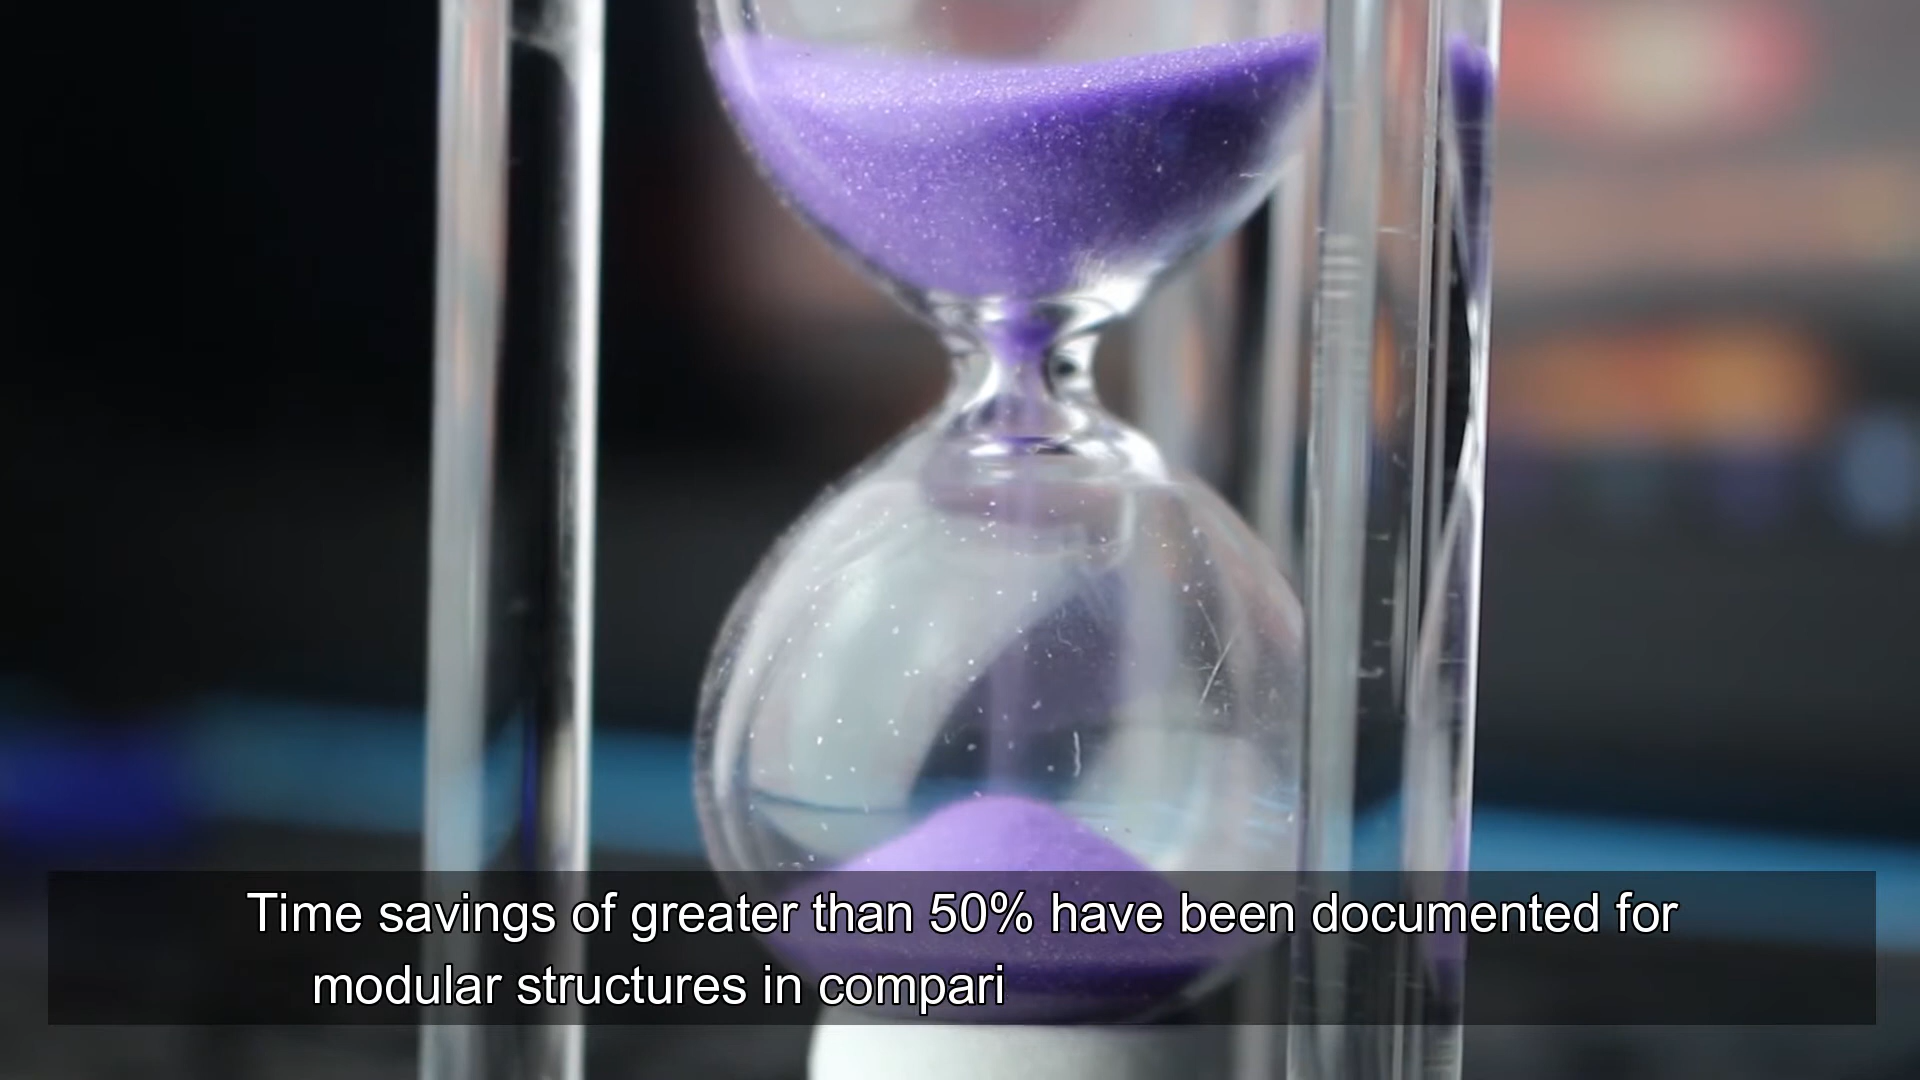 Time savings of greater than 50% have been documented for
modular structures in compari